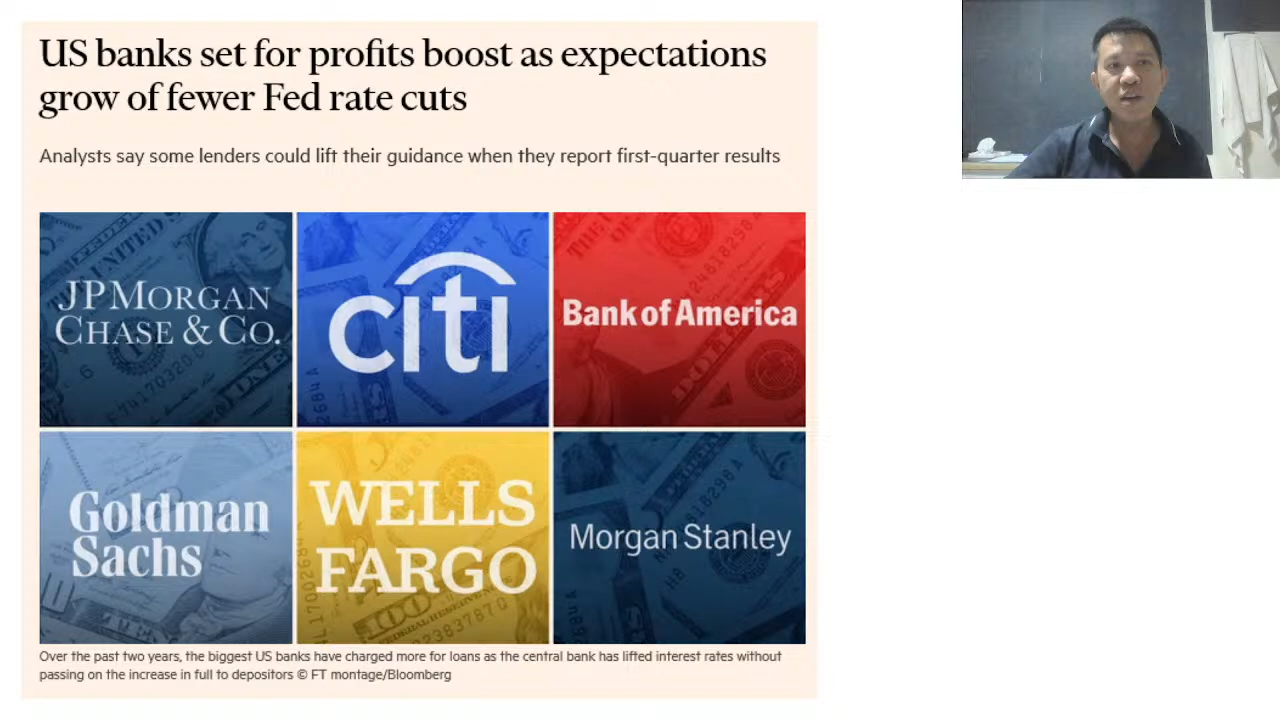 US banks set for profits boost as expectations
grow of fewer Fed rate cuts
Analysts say some lenders could lift their guidance when they report first-quarter results
JPMORGAN
CHASE & CO.
citi
Bank of America
Goldman
Sachs
WELLS
FARGO
Morgan Stanley
Over the past two years, the biggest US banks have charged more for loans as the central bank has lifted interest rates without
passing on the increase in full to depositors © FT montage/Bloomberg